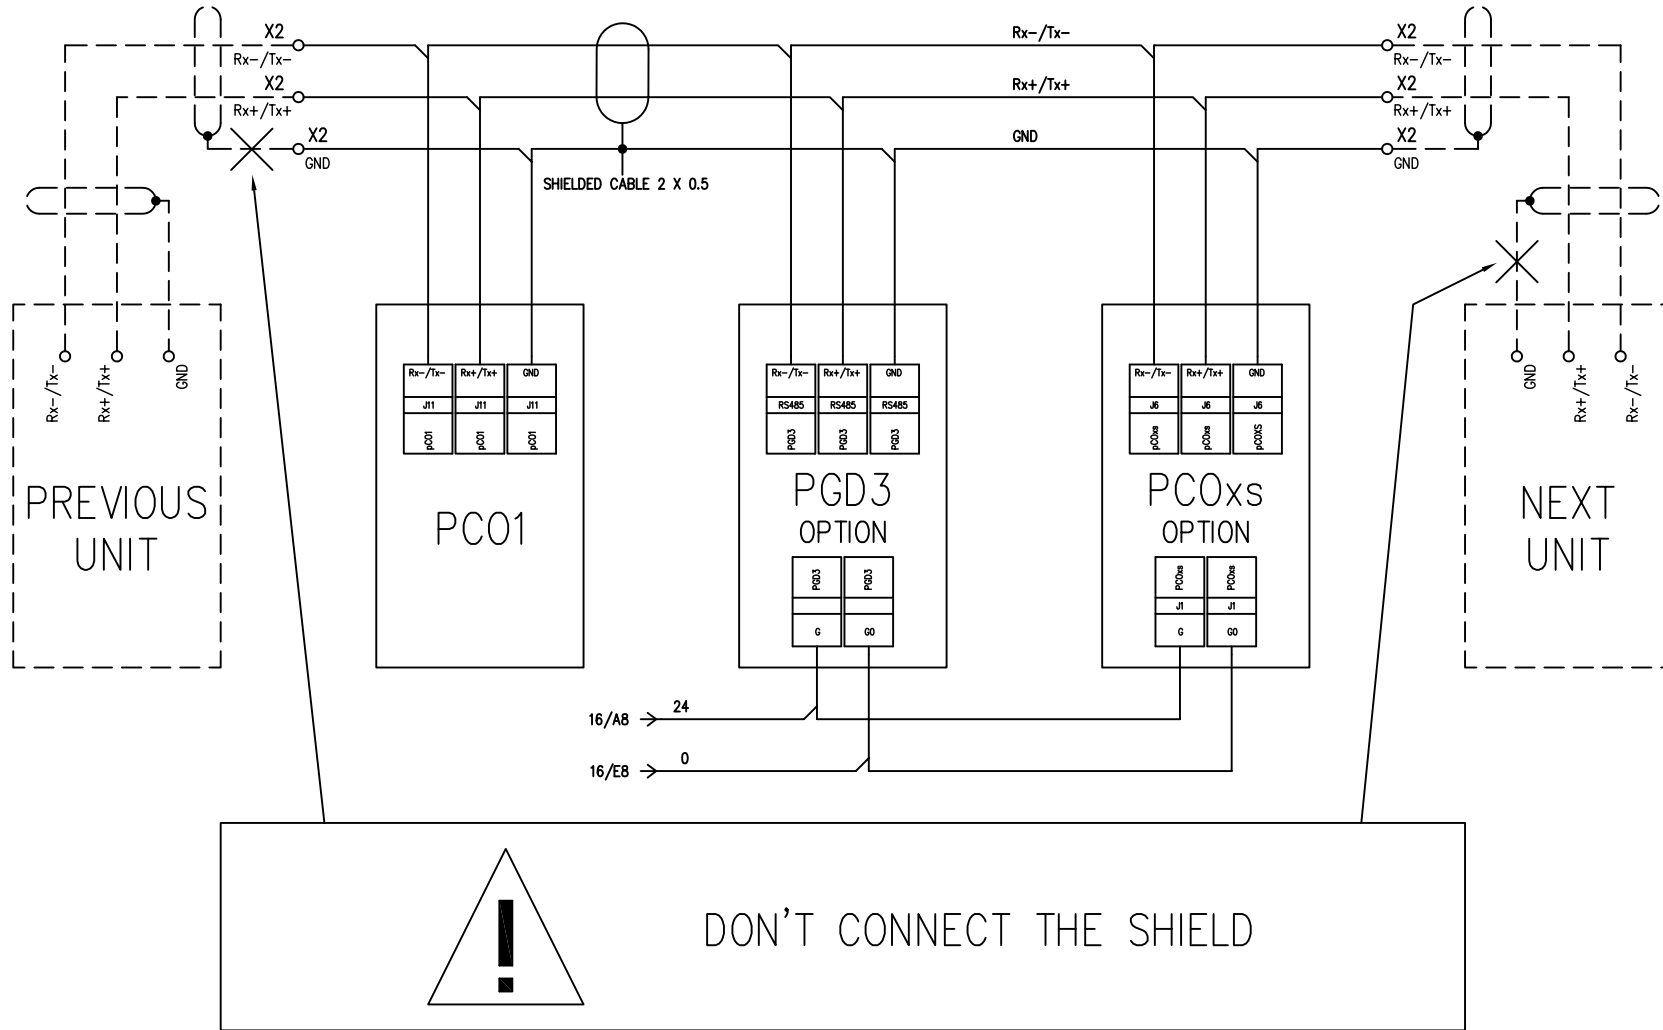 X2
Rx-/Tx-
X2
Rx+/Tx+
X2
GND
SHIELDED CABLE 2 X 0.5
Rx-/Tx-
Rx+/Tx+
GND
X2
Rx-/Tx-
X2
Rx+/Tx+
X2
GND
Rx-/Tx-
Rx+/Tx+
GND
PREVIOUS
UNIT
Rx-/Tx- Rx+/Tx+ GND
J11 J11 J11
pCO1 pCO1 pCO1
PCO1
Rx-/Tx- Rx+/Tx+ GND
RS485 RS485 RS485
PGD3 PGD3 PGD3
PGD3
OPTION
PGD3 PGD3
G G0
Rx-/Tx- Rx+/Tx+ GND
J6 J6 J6
pCOxs pCOxs pCOXS
PCOxs
OPTION
PCOxs PCOxs
J1 J1
G G0
GND
Rx+/Tx+
Rx-/Tx-
NEXT
UNIT
16/A8 24
16/E8 0
DON'T CONNECT THE SHIELD